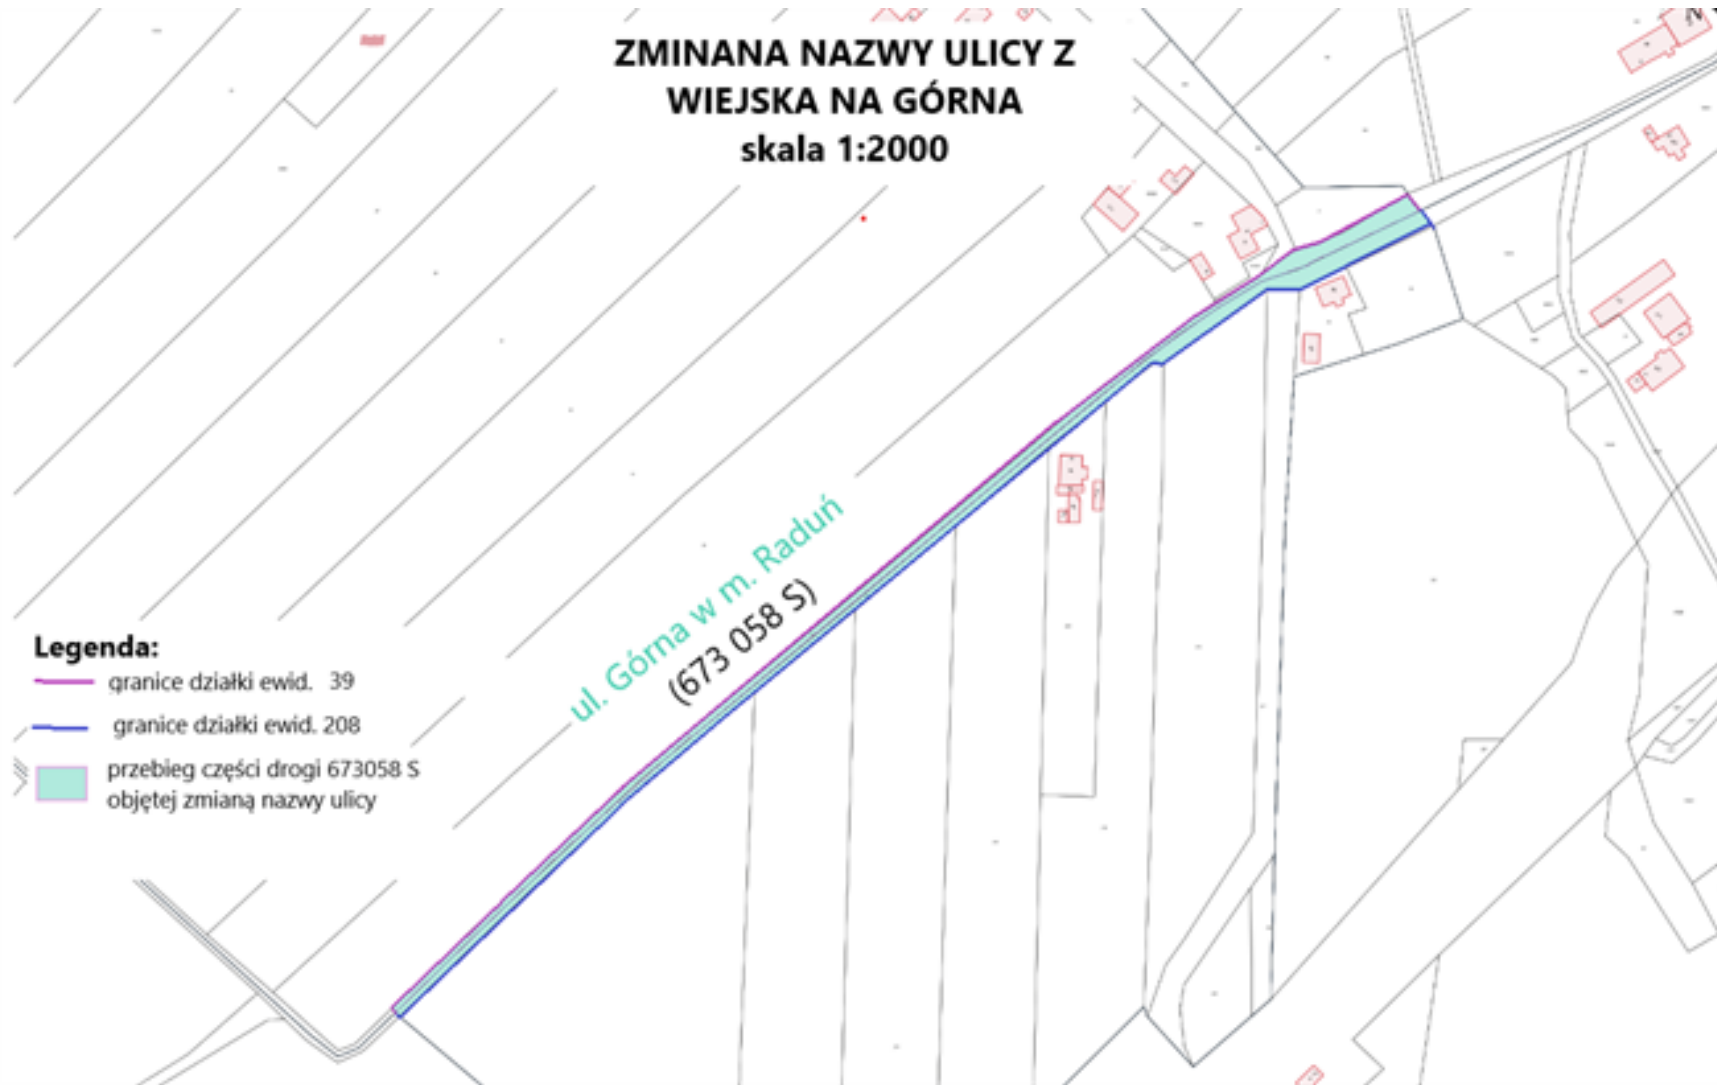 ZMINANA NAZWY ULICY Z
WIEJSKA NA GÓRNA
skala 1:2000
ul. Górna w m. Raduń
(673 058 S)
Legenda:
granice działki ewid. 39
granice działki ewid. 208
przebieg części drogi 673058 S
objętej zmianą nazwy ulicy